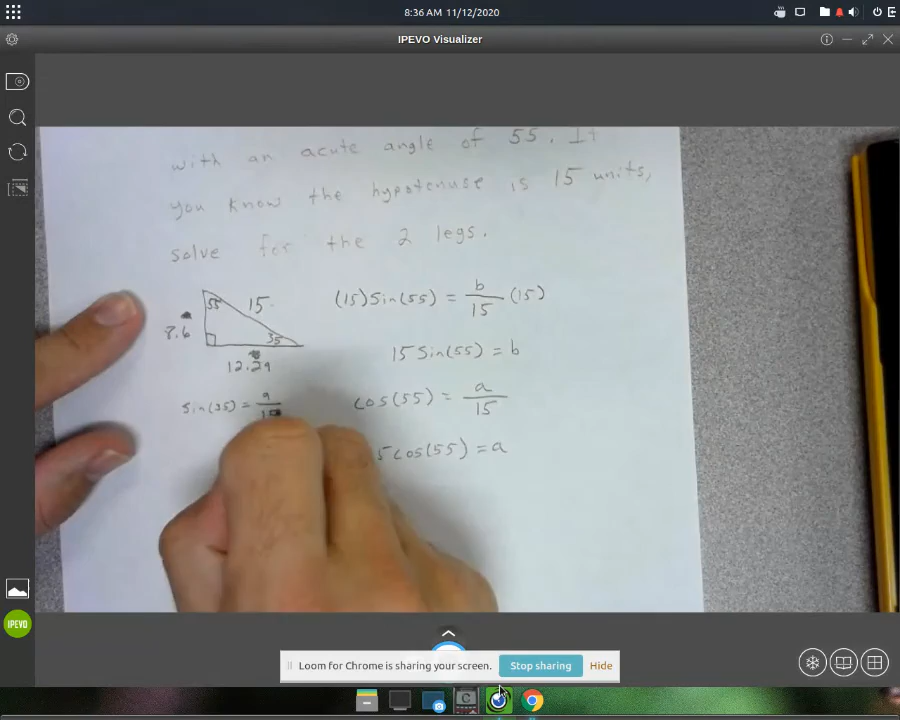 8:36 AM 11/12/2020
IPEVO Visualizer
with an acute angle of 55. If
you know the hypotenuse is 15 units,
solve for the 2 legs.
55 15
8.6 35
12.29
(15)Sin(55) = b/15 (15)
15 Sin(55) = b
Sin(35) = a/15
cos(55) = a/15
5cos(55) = a
IPEVO
Loom for Chrome is sharing your screen.
Stop sharing
Hide
C